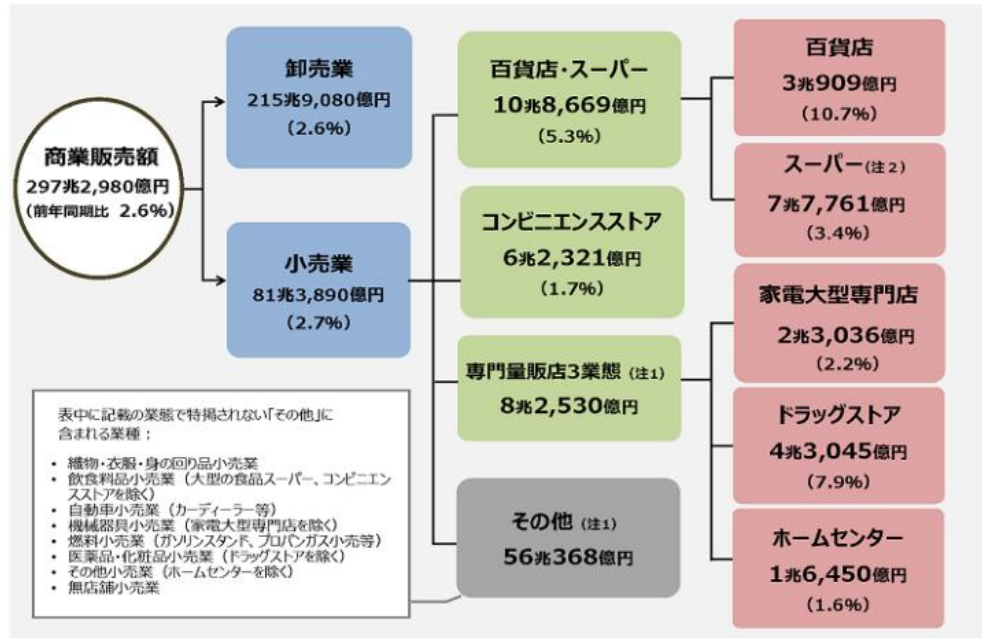 商業販売額
297兆2,980億円
(前年同期比 2.6%)
卸売業
215兆9,080億円
(2.6%)
小売業
81兆3,890億円
(2.7%)
百貨店・スーパー
10兆8,669億円
(5.3%)
コンビニエンスストア
6兆2,321億円
(1.7%)
専門量販店3業態 (注1)
8兆2,530億円
その他 (注1)
56兆368億円
百貨店
3兆909億円
(10.7%)
スーパー(注2)
7兆7,761億円
(3.4%)
家電大型専門店
2兆3,036億円
(2.2%)
ドラッグストア
4兆3,045億円
(7.9%)
ホームセンター
1兆6,450億円
(1.6%)
表中に記載の業態で特掲されない「その他」に
含まれる業種：
• 織物・衣服・身の回り品小売業
• 飲食料品小売業（大型の食品スーパー、コンビニエン
スストアを除く）
• 自動車小売業（カーディーラー等）
• 機械器具小売業（家電大型専門店を除く）
• 燃料小売業（ガソリンスタンド、プロパンガス小売等）
• 医薬品・化粧品小売業（ドラッグストアを除く）
• その他小売業（ホームセンターを除く）
• 無店舗小売業